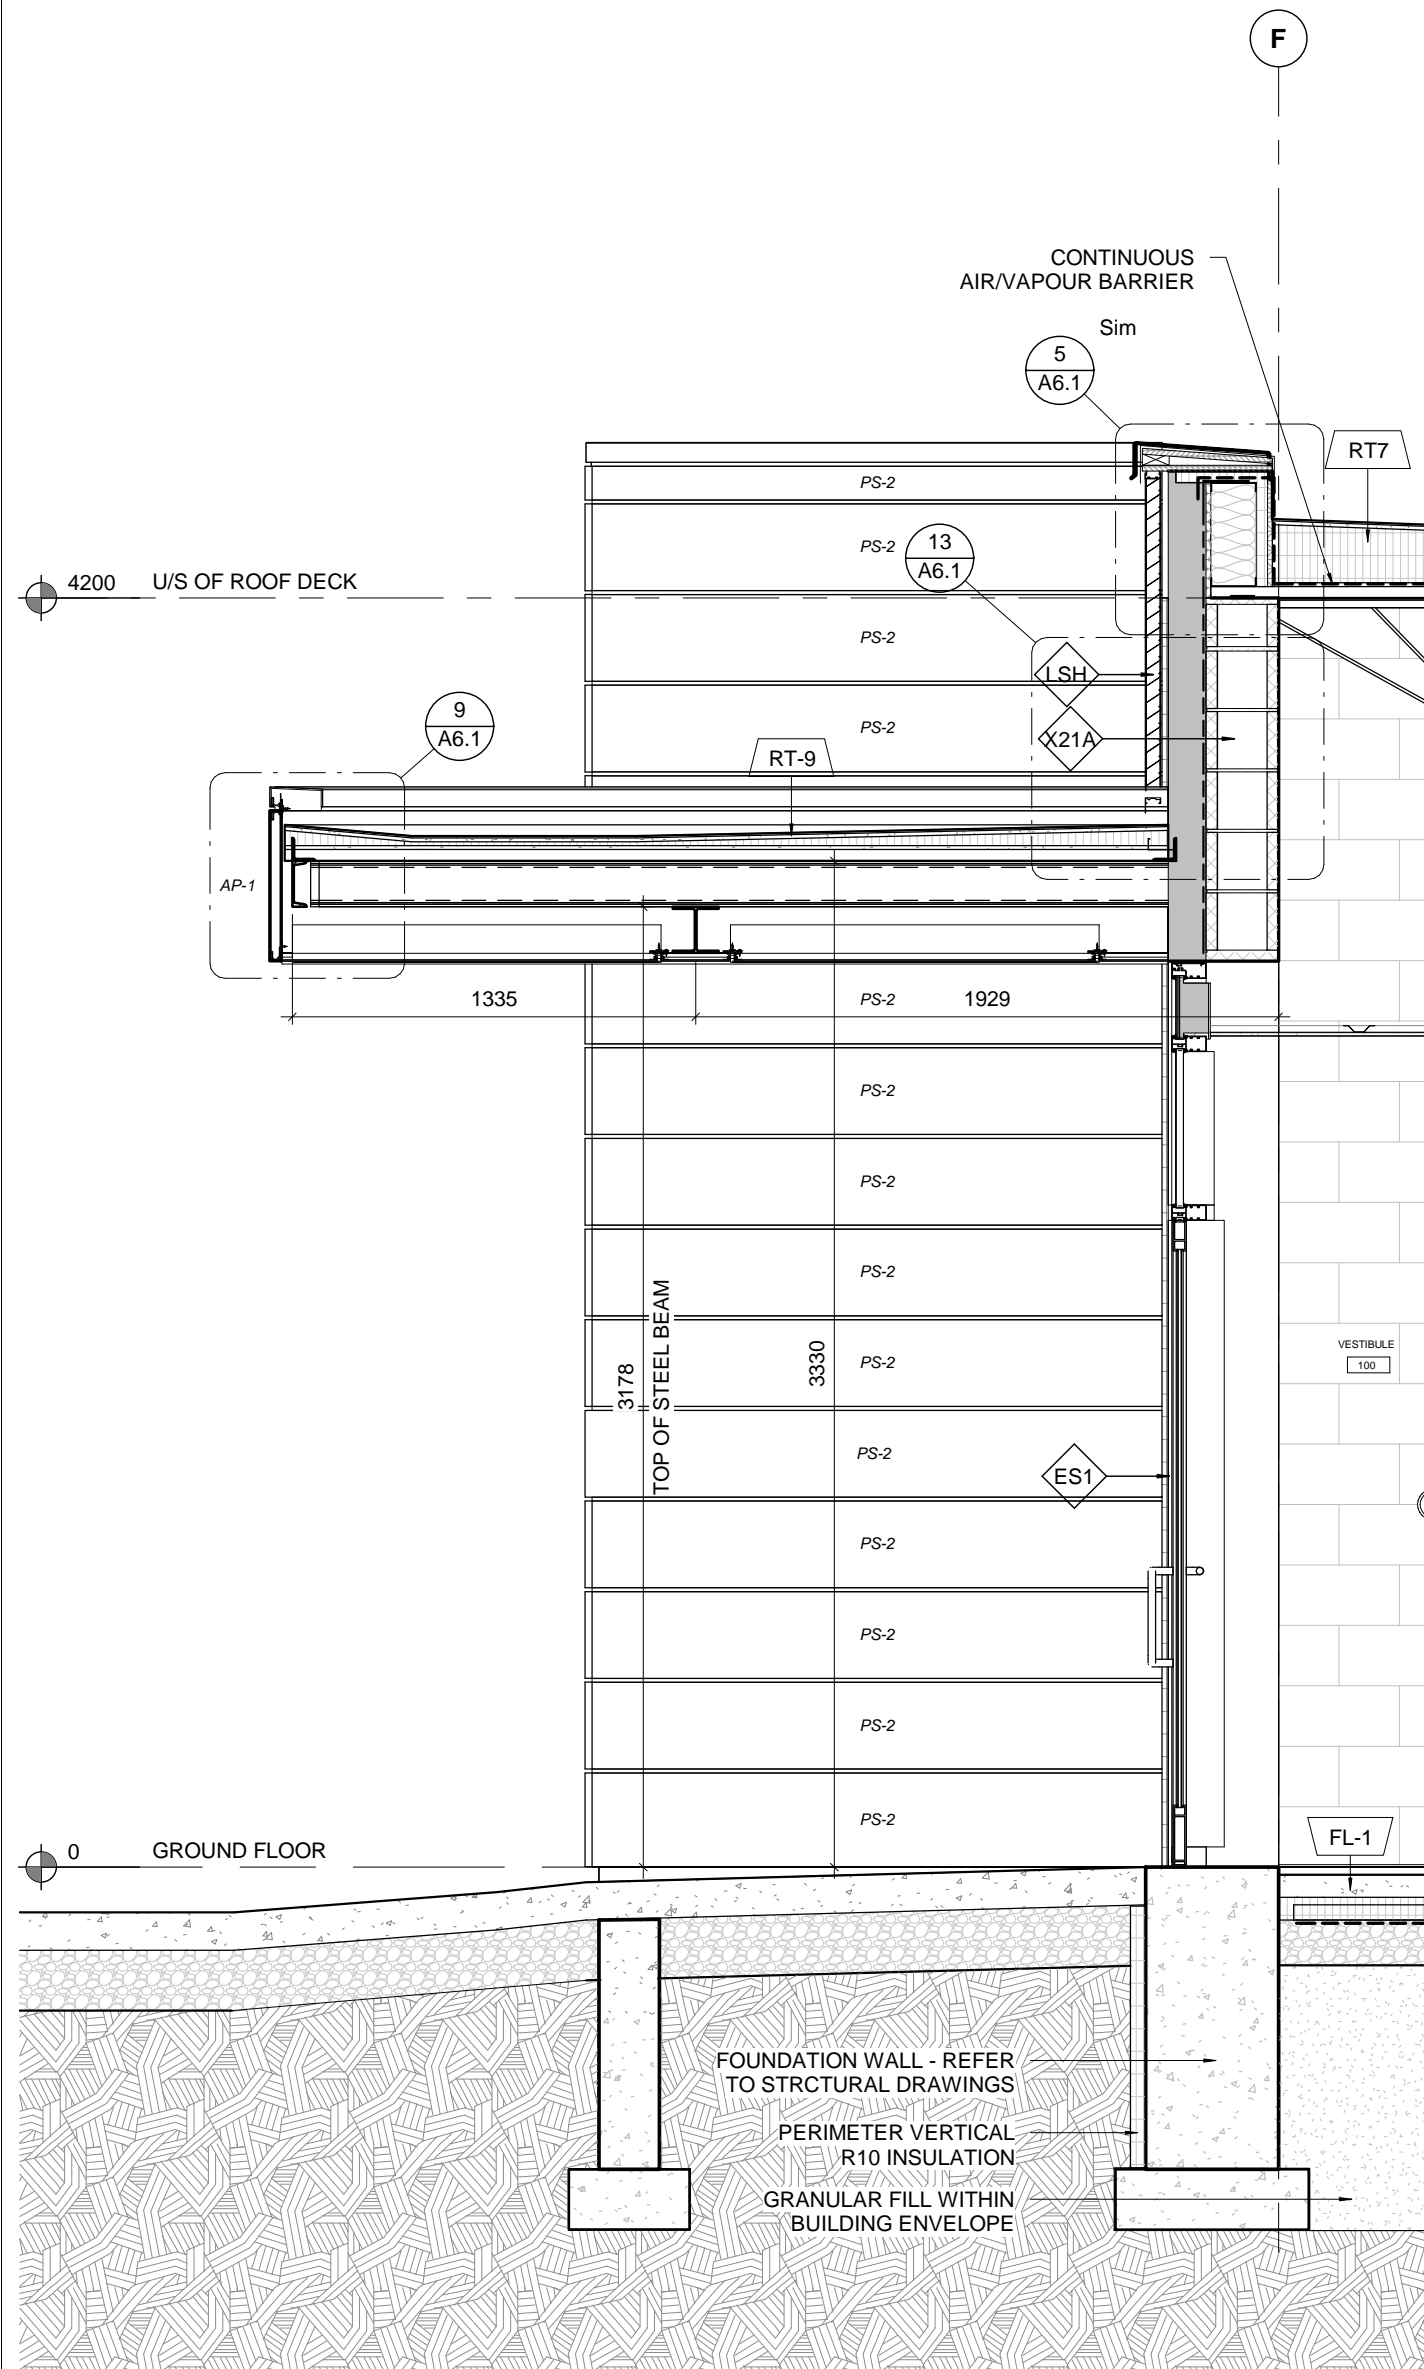 F
CONTINUOUS
AIR/VAPOUR BARRIER
Sim
5
A6.1
RT7
PS-2
PS-2
13
A6.1
4200 U/S OF ROOF DECK
PS-2
LSH
9
A6.1
PS-2
X21A
RT-9
AP-1
1335
PS-2
1929
PS-2
PS-2
PS-2
VESTIBULE
100
3178
TOP OF STEEL BEAM
3330
PS-2
PS-2
ES1
PS-2
PS-2
PS-2
PS-2
FL-1
0 GROUND FLOOR
FOUNDATION WALL - REFER
TO STRCTURAL DRAWINGS
PERIMETER VERTICAL
R10 INSULATION
GRANULAR FILL WITHIN
BUILDING ENVELOPE